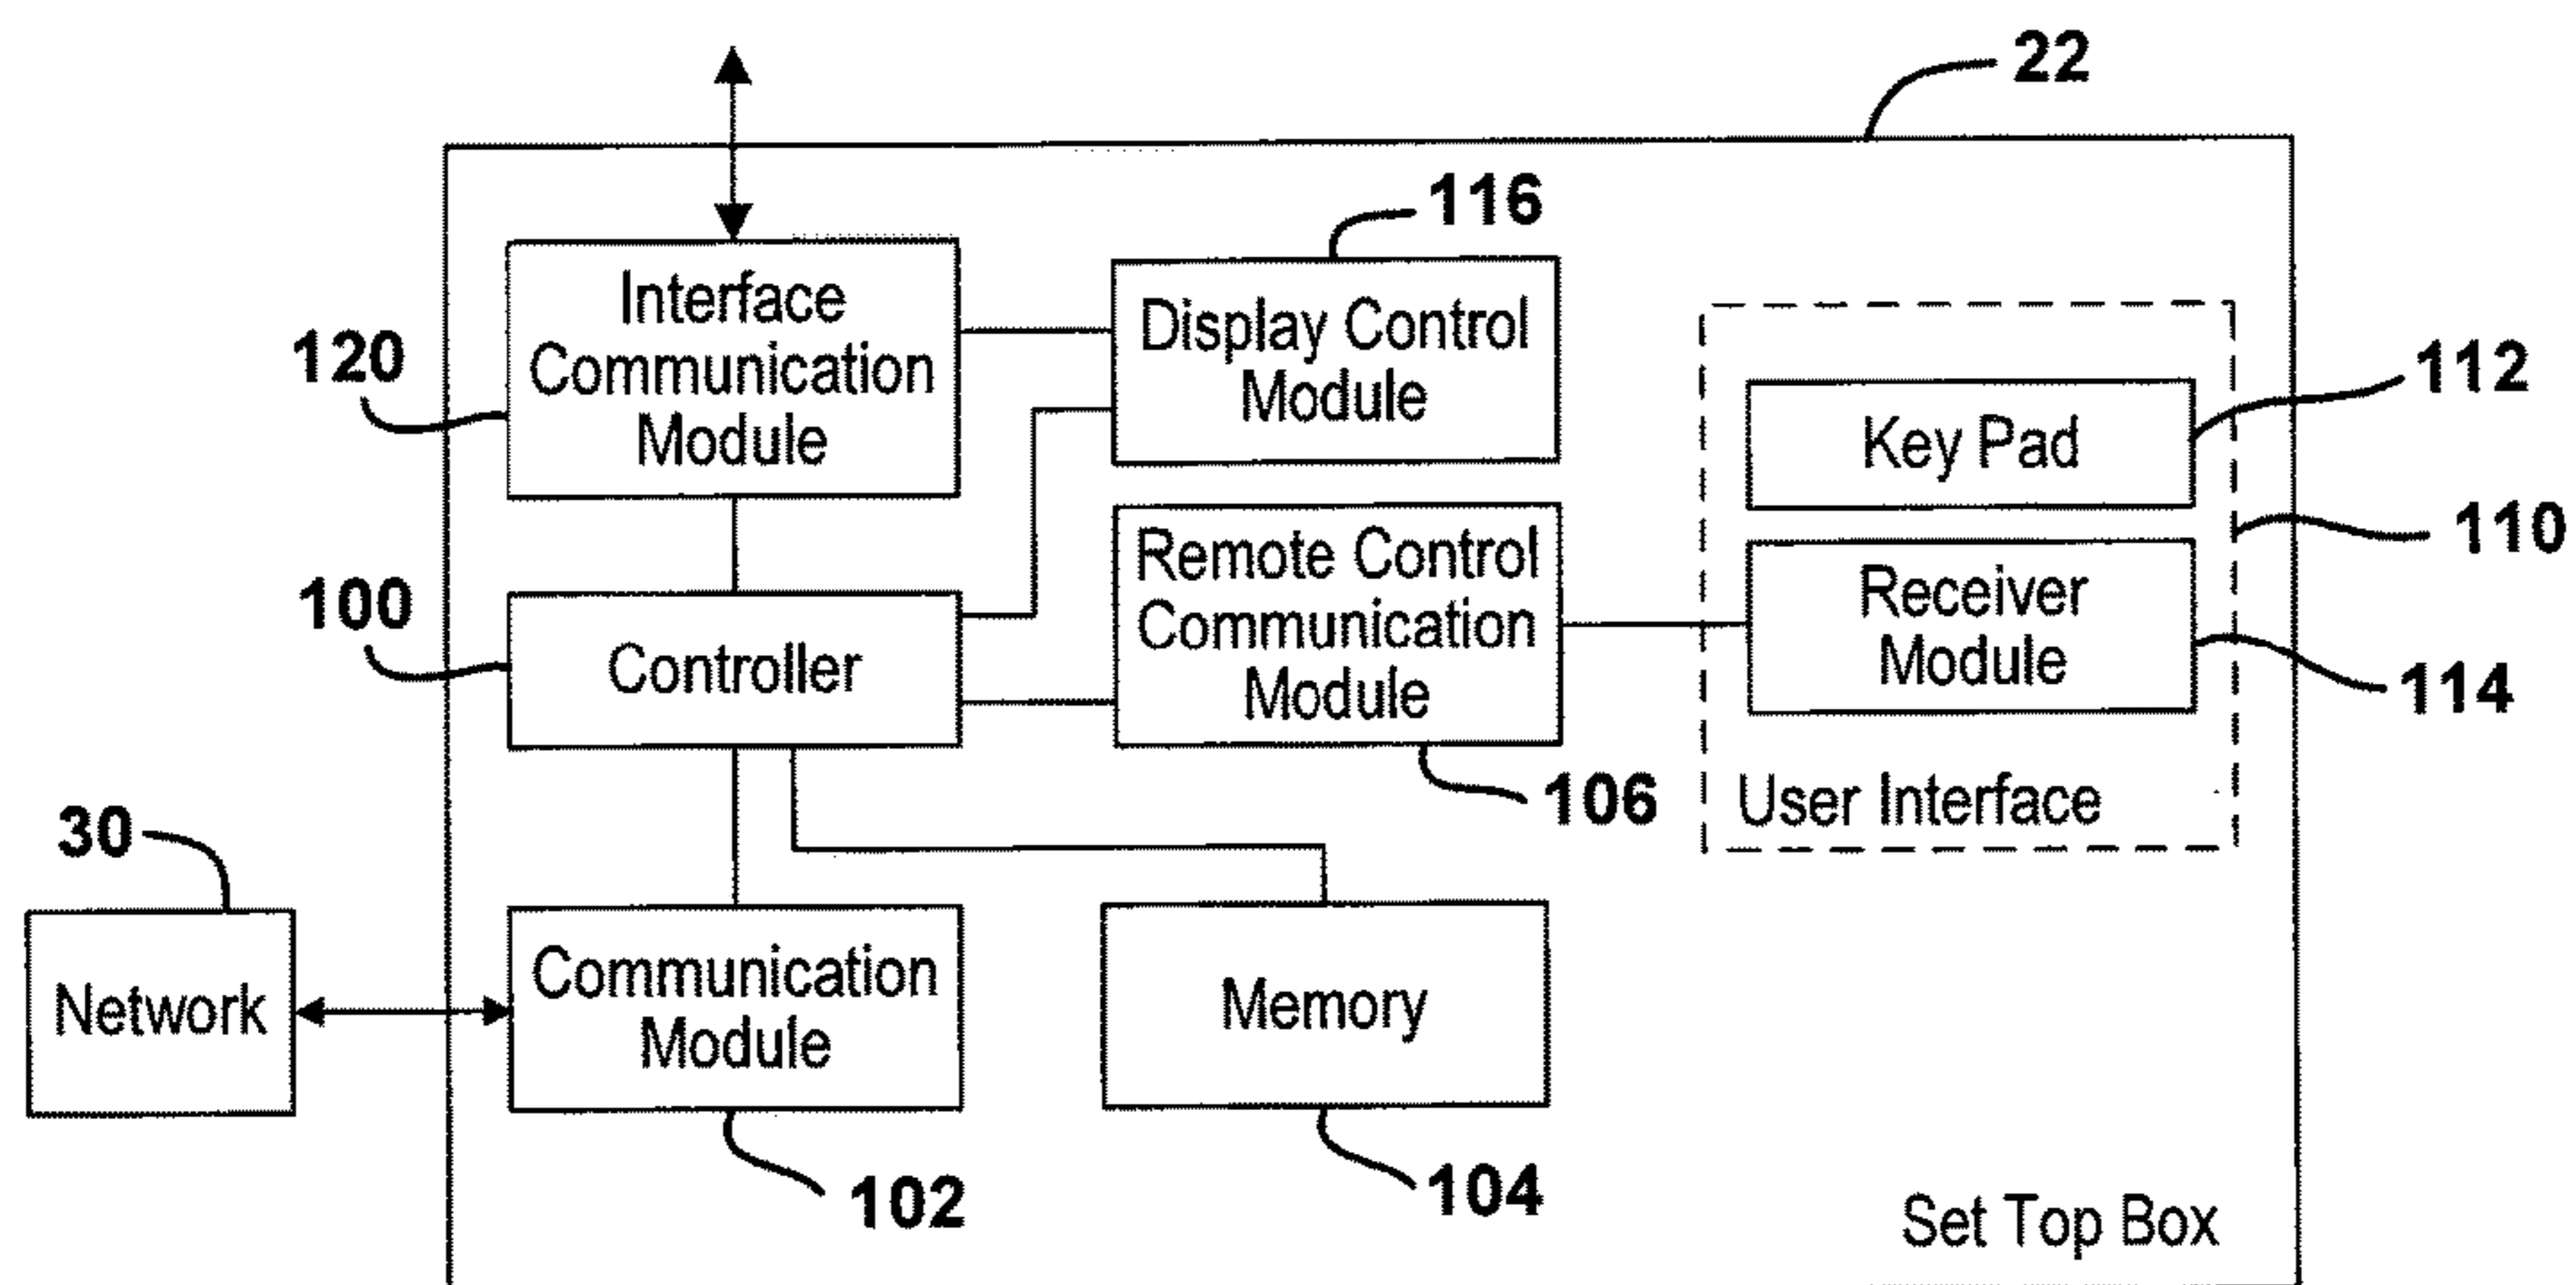 22
116
Interface
Communication
Module
120
Display Control
Module
Key Pad
112
110
Remote Control
Communication
Module
Receiver
Module
114
100
Controller
106
User Interface
30
Network
Communication
Module
Memory
102
104
Set Top Box